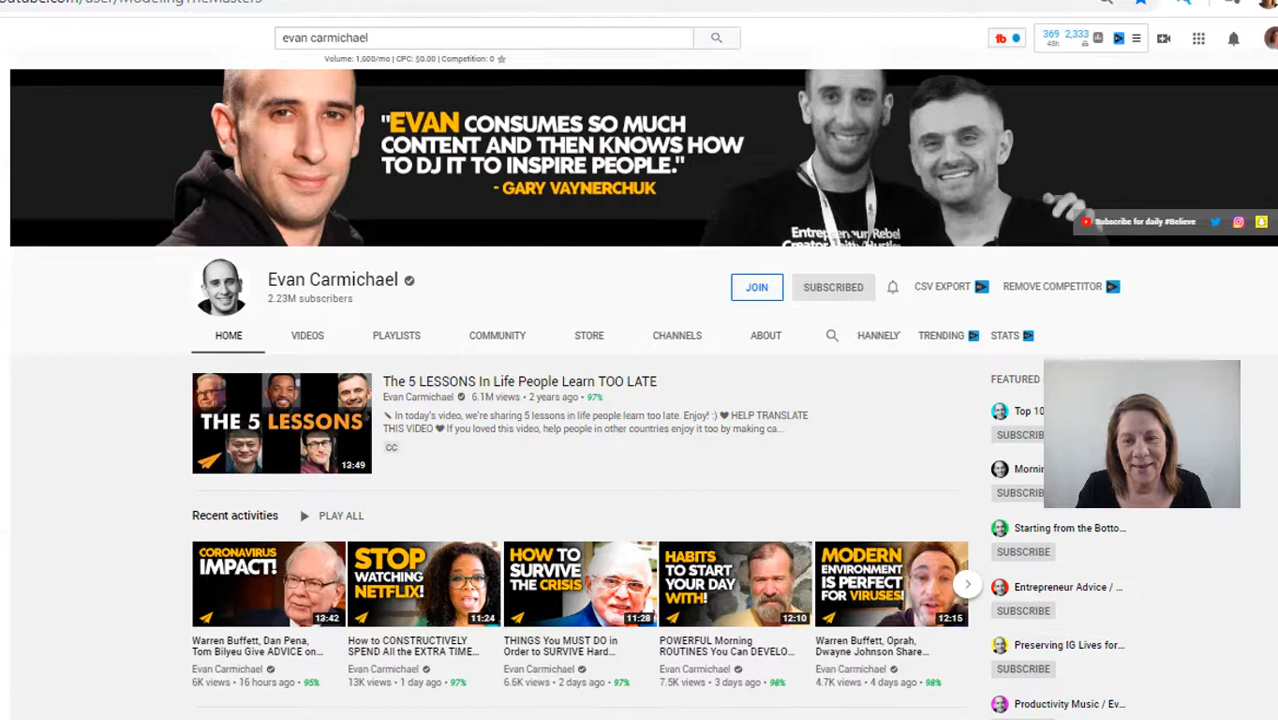 evan carmichael
369 2,333
48h
Volume: 1,600/mo | CPC: $0.00 | Competition: 0
"EVAN CONSUMES SO MUCH
CONTENT AND THEN KNOWS HOW
TO DJ IT TO INSPIRE PEOPLE."
- GARY VAYNERCHUK
Subscribe for daily #Believe
Evan Carmichael
2.23M subscribers
JOIN
SUBSCRIBED
CSV EXPORT
REMOVE COMPETITOR
HOME VIDEOS PLAYLISTS COMMUNITY STORE CHANNELS ABOUT HANNELY TRENDING STATS
THE 5 LESSONS
13:49
The 5 LESSONS In Life People Learn TOO LATE
Evan Carmichael 6.1M views • 2 years ago • 97%
In today's video, we're sharing 5 lessons in life people learn too late. Enjoy! :) ❤ HELP TRANSLATE
THIS VIDEO ❤ If you loved this video, help people in other countries enjoy it too by making ca...
CC
Recent activities
PLAY ALL
CORONAVIRUS
IMPACT!
13:42
Warren Buffett, Dan Pena,
Tom Bilyeu Give ADVICE on...
Evan Carmichael
6K views • 16 hours ago • 95%
STOP
WATCHING
NETFLIX!
11:24
How to CONSTRUCTIVELY
SPEND All the EXTRA TIME...
Evan Carmichael
13K views • 1 day ago • 97%
HOW TO
SURVIVE
THE CRISIS
11:28
THINGS You MUST DO in
Order to SURVIVE Hard...
Evan Carmichael
6.6K views • 2 days ago • 97%
HABITS
TO START
YOUR DAY
WITH!
12:10
POWERFUL Morning
ROUTINES You Can DEVELO...
Evan Carmichael
7.5K views • 3 days ago • 98%
MODERN
ENVIRONMENT
IS PERFECT
FOR VIRUSES!
12:15
Warren Buffett, Oprah,
Dwayne Johnson Share...
Evan Carmichael
4.7K views • 4 days ago • 98%
FEATURED
Top 10
SUBSCRIBE
Morni
SUBSCRIB
Starting from the Botto...
SUBSCRIBE
Entrepreneur Advice / ...
SUBSCRIBE
Preserving IG Lives for...
SUBSCRIBE
Productivity Music / Ev...